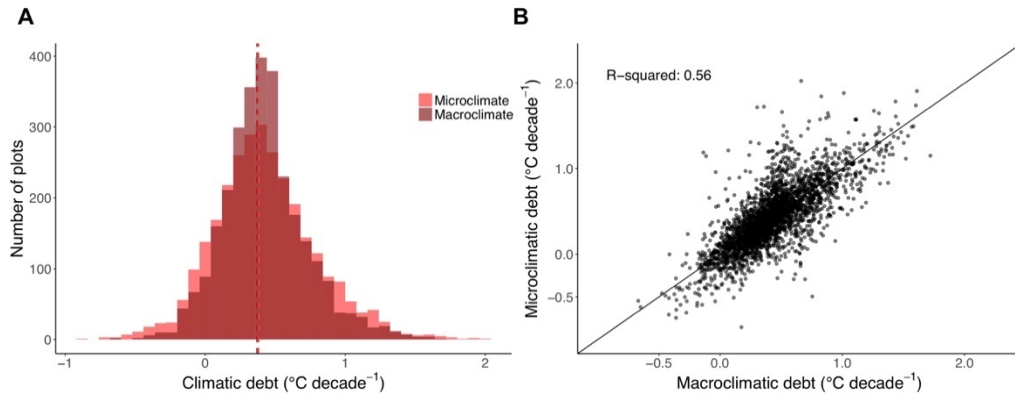 A
B
400
300
200
100
0
Number of plots
Microclimate
Macroclimate
-1
0
1
2
Climatic debt (°C decade⁻¹)
R-squared: 0.56
2.0
1.0
0.0
−0.5
Microclimatic debt (°C decade⁻¹)
−0.5
0.0
1.0
2.0
Macroclimatic debt (°C decade⁻¹)